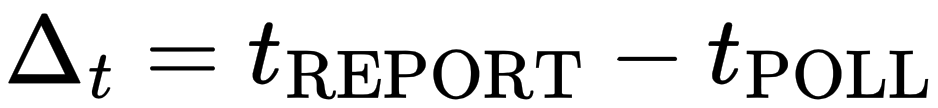 Δ_t = t_REPORT − t_POLL